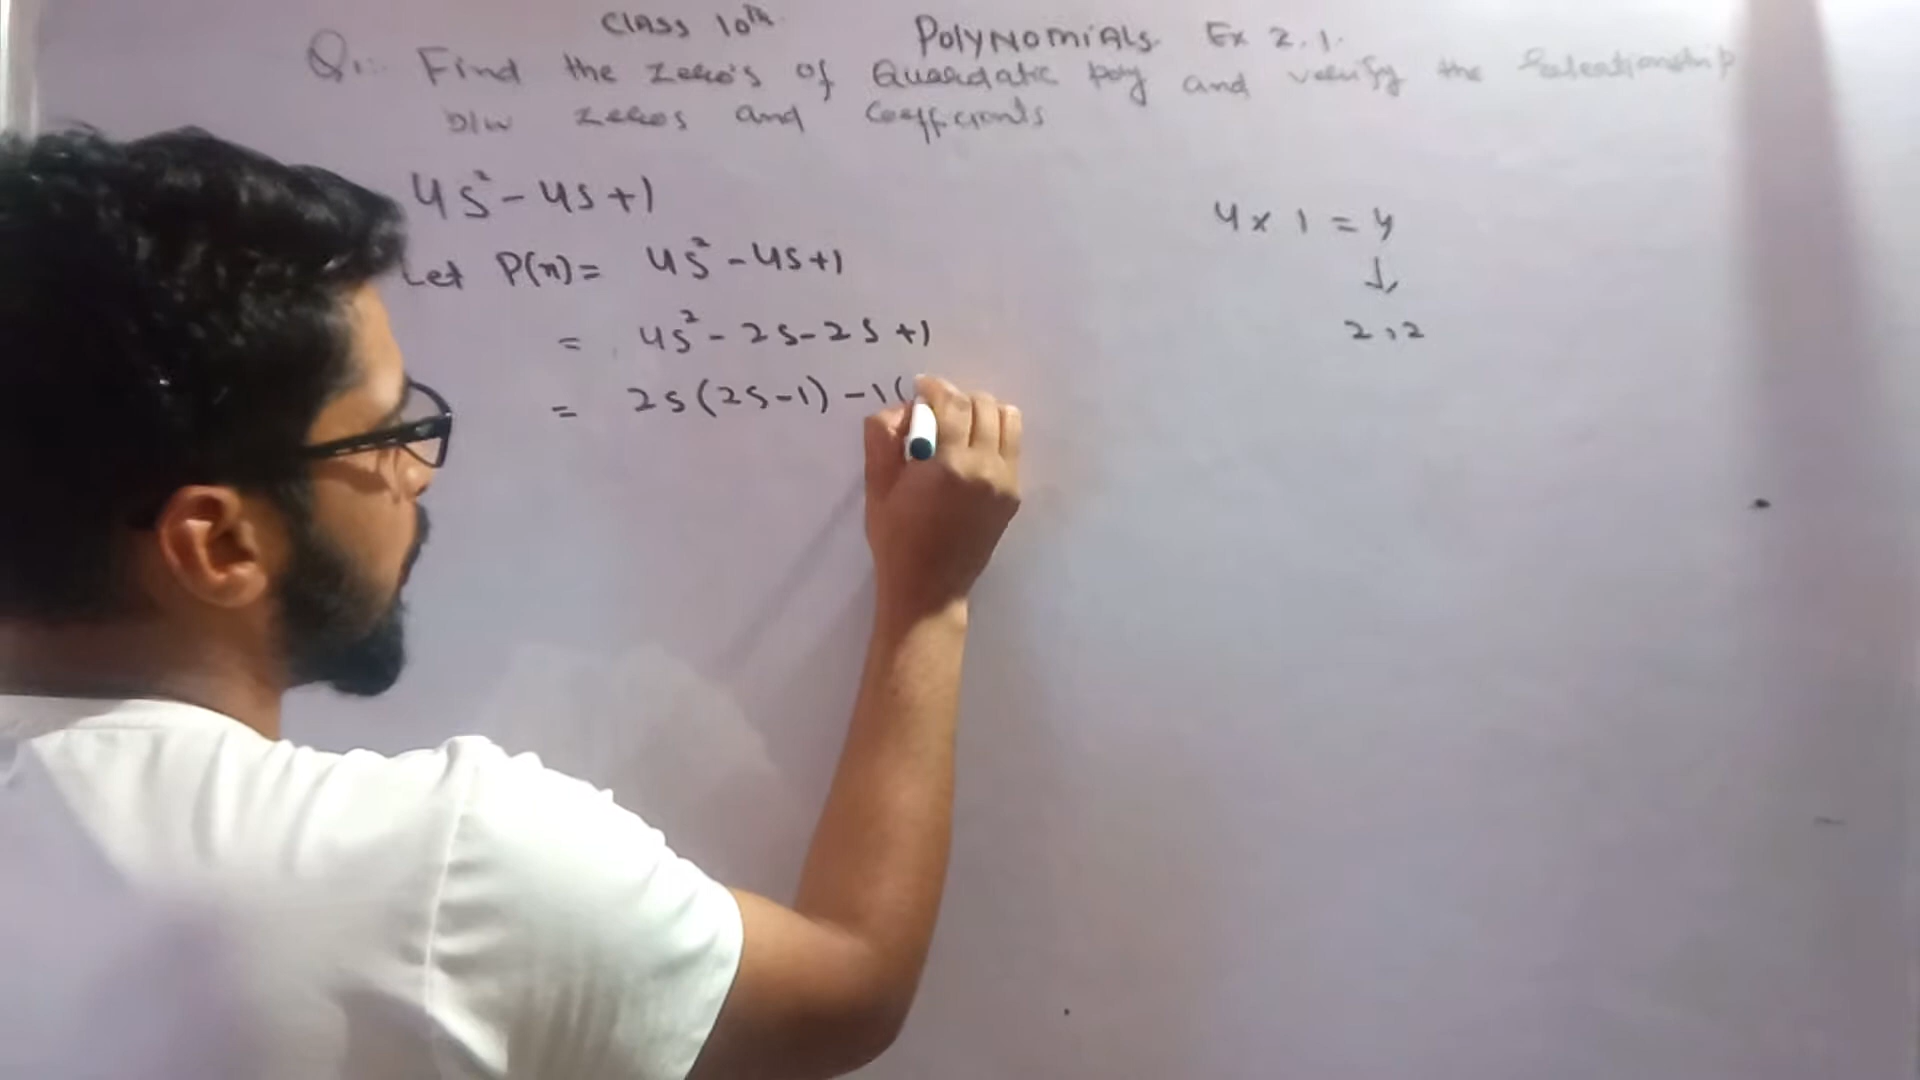 Class 10th Polynomials Ex 2.1.
Q1:- Find the Zero's of Quardatic Poly and verify the Releationship
b/w zeros and Coefficients
4s² - 4s + 1
Let P(n) = 4s² - 4s + 1
= 4s² - 2s - 2s + 1
= 2s(2s - 1) - 1(
4 x 1 = 4
↓
2, 2